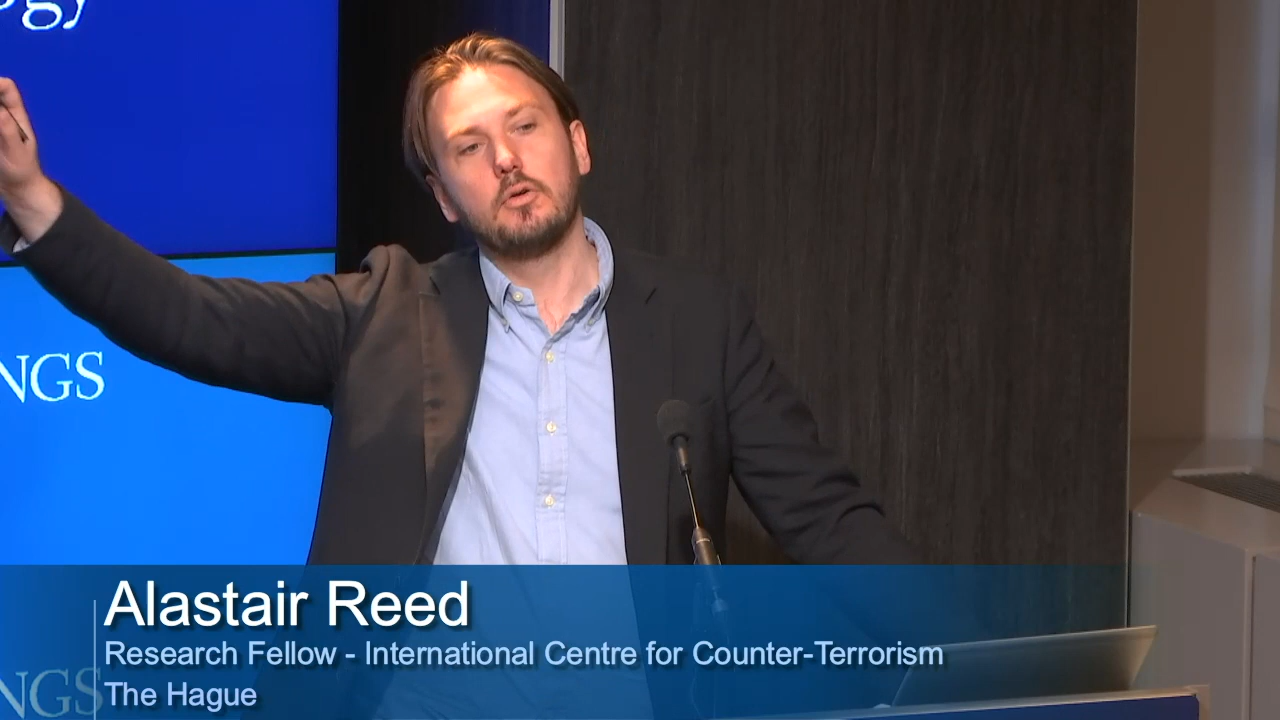 ogy
NGS
Alastair Reed
Research Fellow - International Centre for Counter-Terrorism
The Hague
NGS